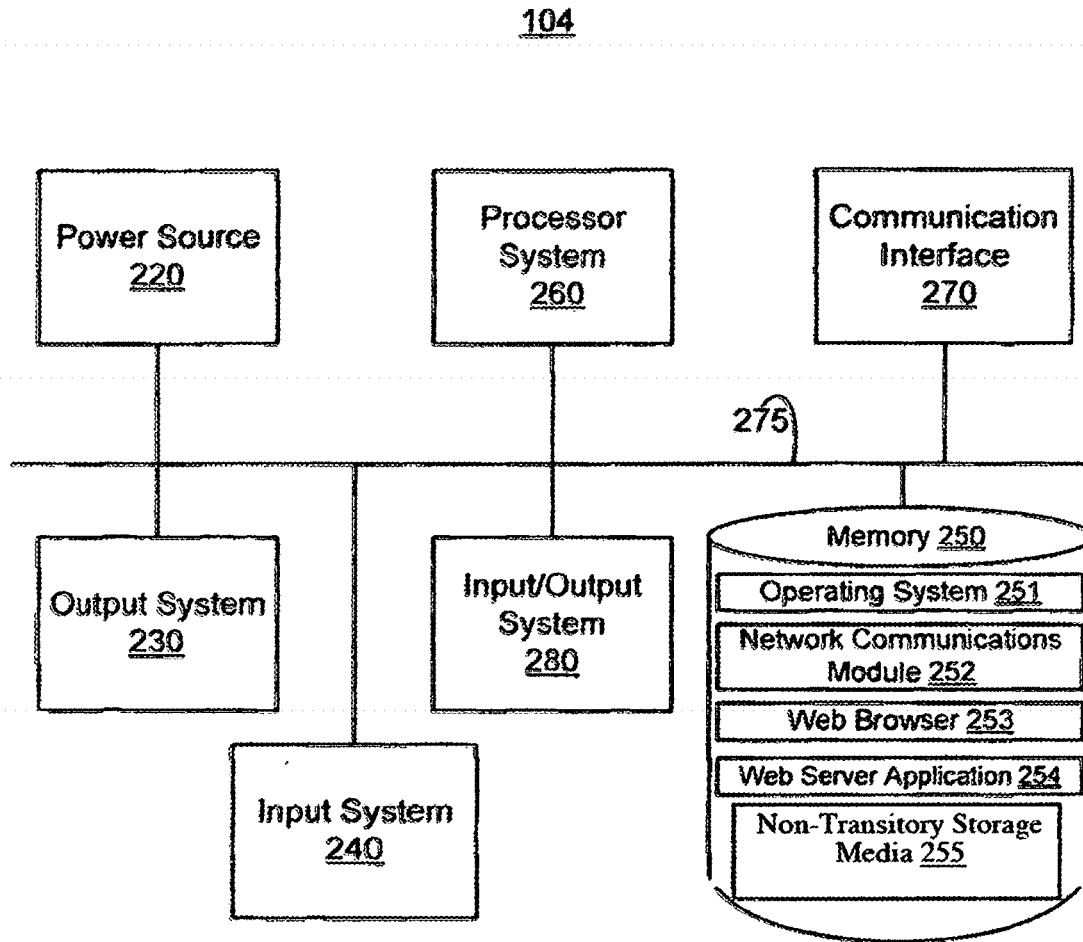 104
Power Source
220
Processor
System
260
Communication
Interface
270
275
Output System
230
Input/Output
System
280
Input System
240
Memory 250
Operating System 251
Network Communications
Module 252
Web Browser 253
Web Server Application 254
Non-Transitory Storage
Media 255